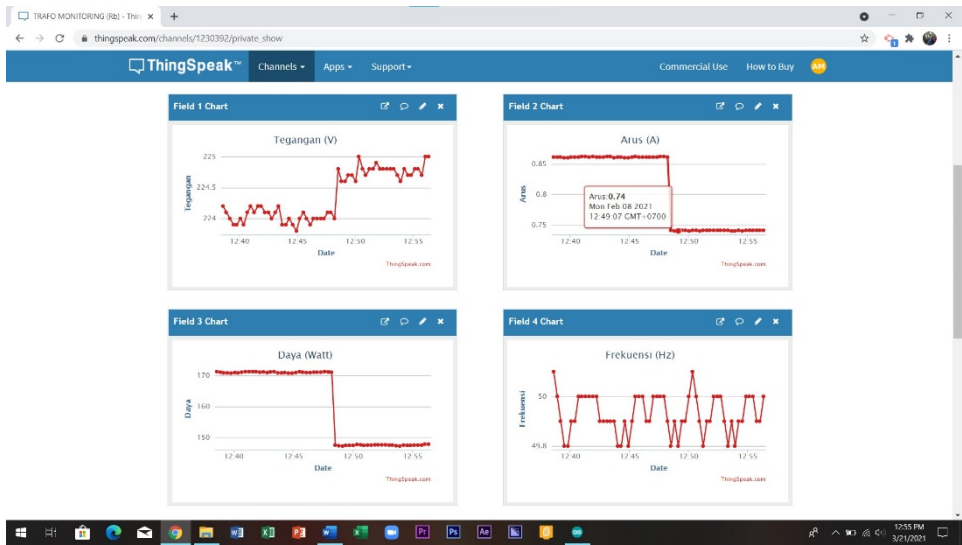 TRAFO MONITORING (Rb) - Thin
thingspeak.com/channels/1230392/private_show
ThingSpeak™ Channels Apps Support Commercial Use How to Buy AM
Field 1 Chart
Tegangan (V)
225
224.5
224
Tegangan
12:40 12:45 12:50 12:55
Date
ThingSpeak.com
Field 2 Chart
Arus (A)
0.85
0.8
0.75
Arus
Arus:0.74
Mon Feb 08 2021
12:49:07 GMT+0700
12:40 12:45 12:50 12:55
Date
ThingSpeak.com
Field 3 Chart
Daya (Watt)
170
160
150
Daya
12:40 12:45 12:50 12:55
Date
ThingSpeak.com
Field 4 Chart
Frekuensi (Hz)
50
49.8
Frekuensi
12:40 12:45 12:50 12:55
Date
ThingSpeak.com
Pr Ps Ae
12:55 PM
3/21/2021